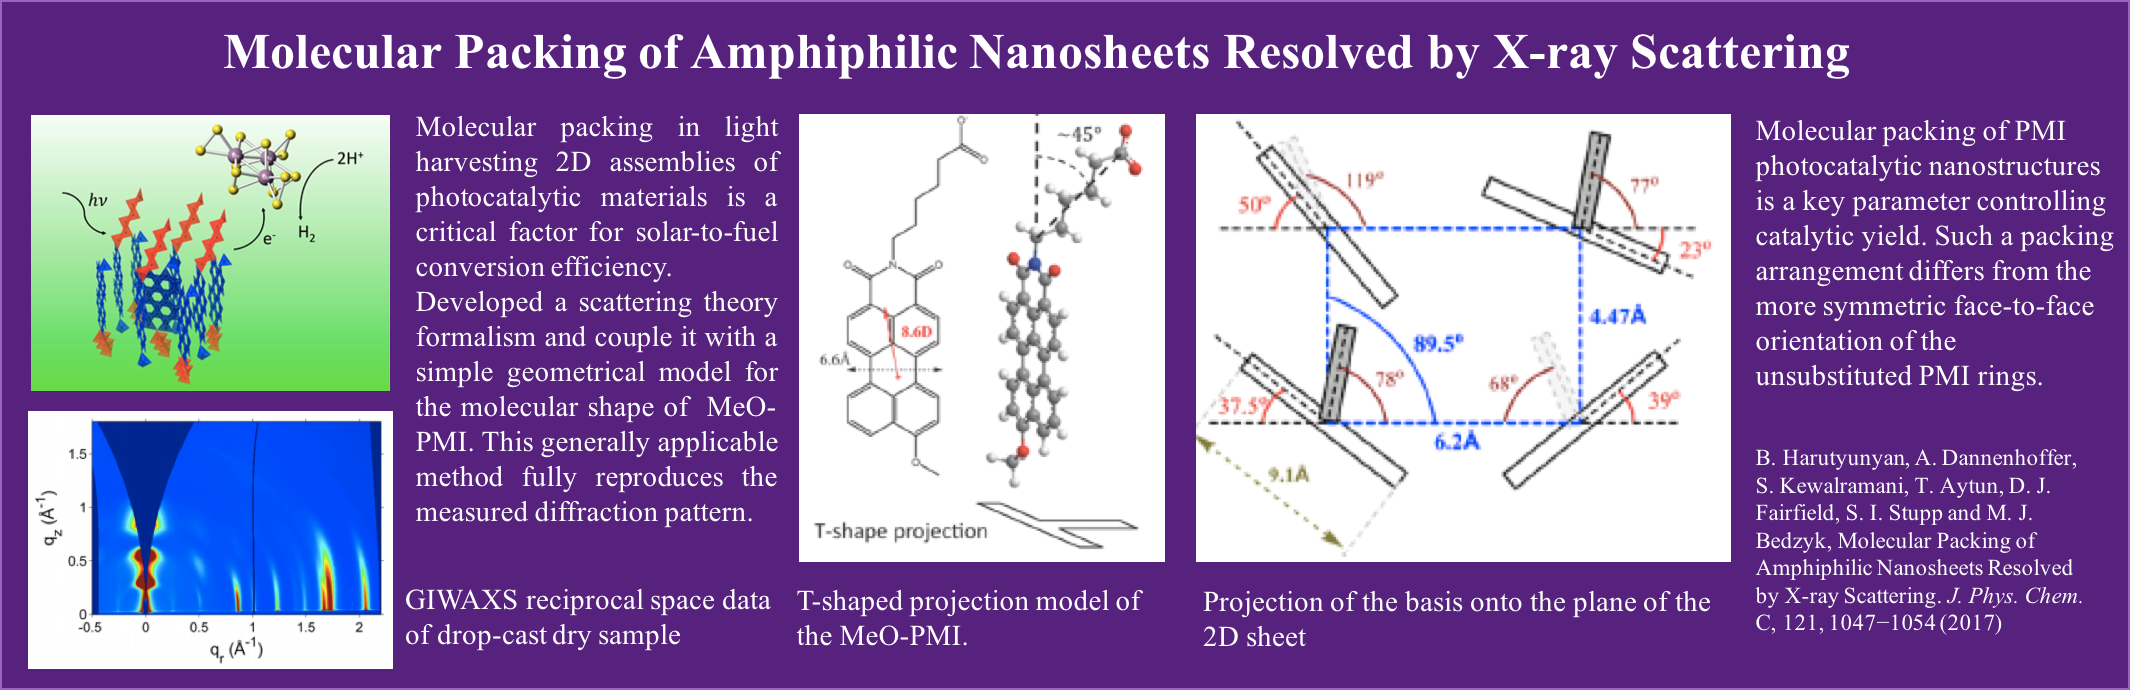 Molecular Packing of Amphiphilic Nanosheets Resolved by X-ray Scattering
hν
2H⁺
H₂
e⁻
Molecular packing in light
harvesting 2D assemblies of
photocatalytic materials is a
critical factor for solar-to-fuel
conversion efficiency.
Developed a scattering theory
formalism and couple it with a
simple geometrical model for
the molecular shape of MeO-
PMI. This generally applicable
method fully reproduces the
measured diffraction pattern.
1.5
1
0.5
0
q_z (Å⁻¹)
-0.5 0 0.5 1 1.5 2
q_r (Å⁻¹)
GIWAXS reciprocal space data
of drop-cast dry sample
O⁻
O
O N O
8.6D
6.6Å
O
~45°
T-shape projection
T-shaped projection model of
the MeO-PMI.
50°
119°
77°
23°
4.47Å
89.5°
37.5°
78°
68°
39°
6.2Å
9.1Å
Projection of the basis onto the plane of the
2D sheet
Molecular packing of PMI
photocatalytic nanostructures
is a key parameter controlling
catalytic yield. Such a packing
arrangement differs from the
more symmetric face-to-face
orientation of the
unsubstituted PMI rings.
B. Harutyunyan, A. Dannenhoffer,
S. Kewalramani, T. Aytun, D. J.
Fairfield, S. I. Stupp and M. J.
Bedzyk, Molecular Packing of
Amphiphilic Nanosheets Resolved
by X-ray Scattering. J. Phys. Chem.
C, 121, 1047−1054 (2017)